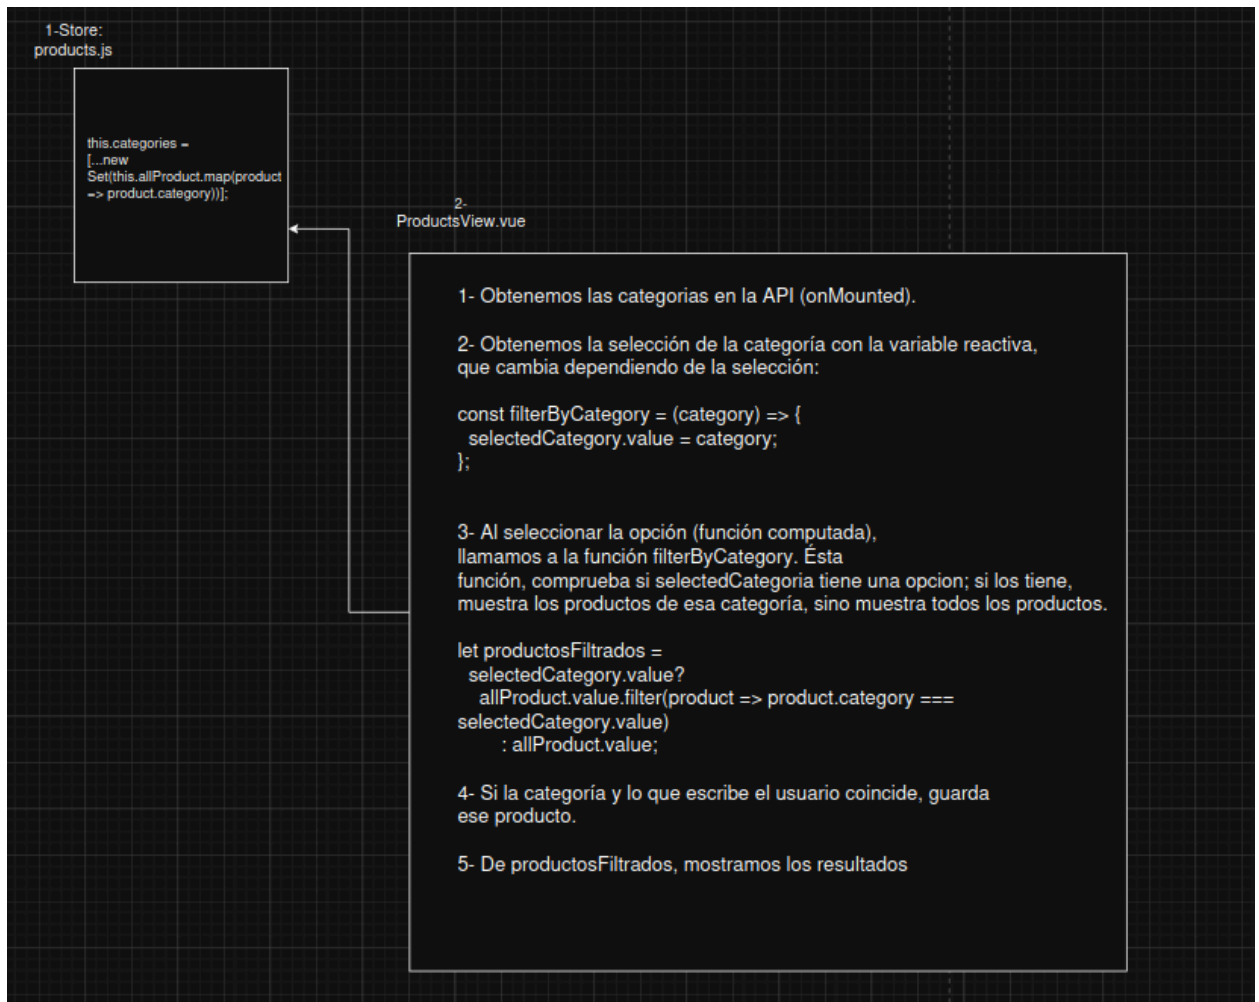 1-Store:
products.js
this.categories =
[...new
Set(this.allProduct.map(product
=> product.category))];
2-
ProductsView.vue
1- Obtenemos las categorias en la API (onMounted).
2- Obtenemos la selección de la categoría con la variable reactiva,
que cambia dependiendo de la selección:
const filterByCategory = (category) => {
selectedCategory.value = category;
};
3- Al seleccionar la opción (función computada),
llamamos a la función filterByCategory. Ésta
función, comprueba si selectedCategoria tiene una opcion; si los tiene,
muestra los productos de esa categoría, sino muestra todos los productos.
let productosFiltrados =
selectedCategory.value?
allProduct.value.filter(product => product.category ===
selectedCategory.value)
: allProduct.value;
4- Si la categoría y lo que escribe el usuario coincide, guarda
ese producto.
5- De productosFiltrados, mostramos los resultados